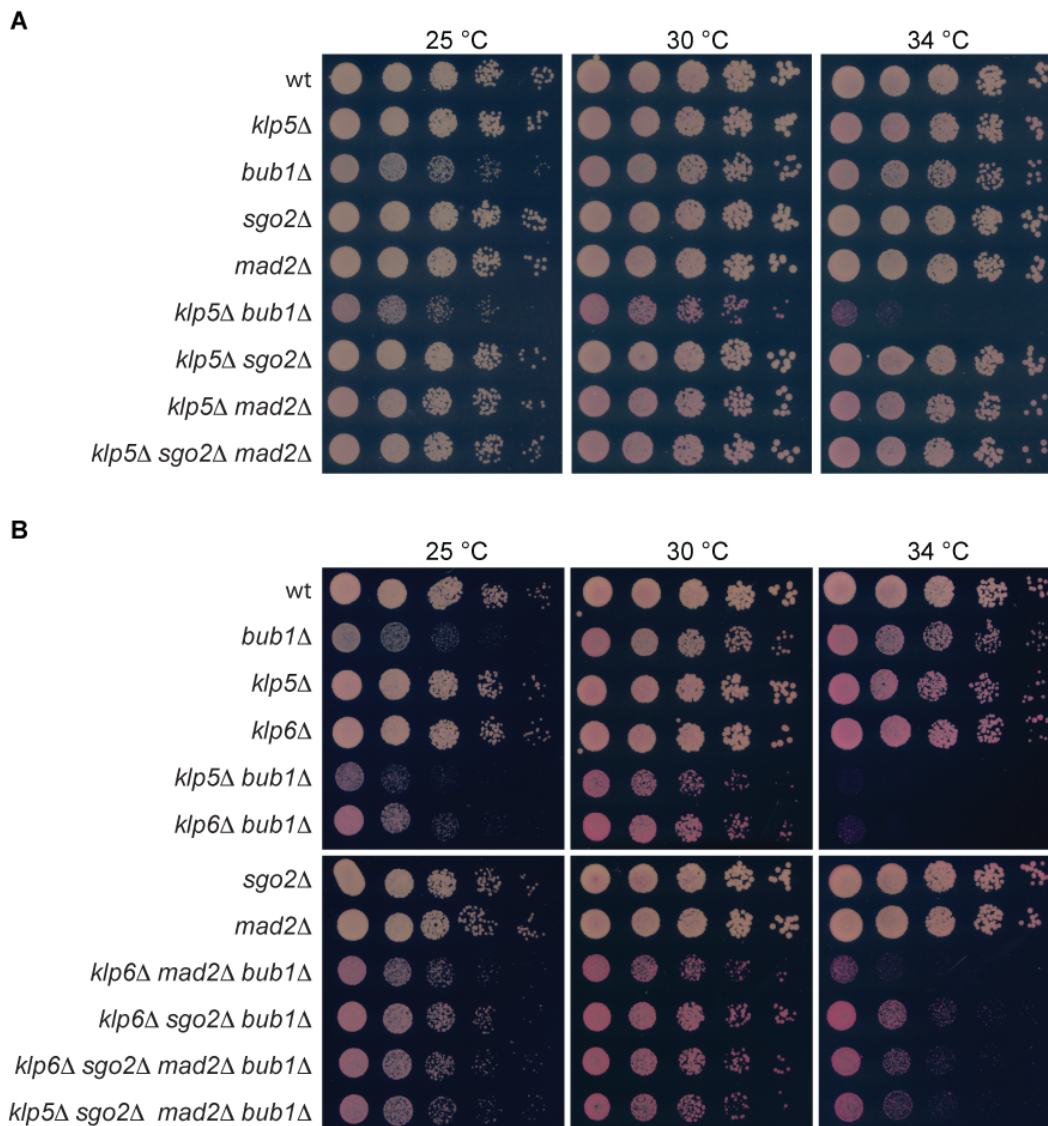 A
25 °C 30 °C 34 °C
wt
klp5Δ
bub1Δ
sgo2Δ
mad2Δ
klp5Δ bub1Δ
klp5Δ sgo2Δ
klp5Δ mad2Δ
klp5Δ sgo2Δ mad2Δ
B
25 °C 30 °C 34 °C
wt
bub1Δ
klp5Δ
klp6Δ
klp5Δ bub1Δ
klp6Δ bub1Δ
sgo2Δ
mad2Δ
klp6Δ mad2Δ bub1Δ
klp6Δ sgo2Δ bub1Δ
klp6Δ sgo2Δ mad2Δ bub1Δ
klp5Δ sgo2Δ mad2Δ bub1Δ